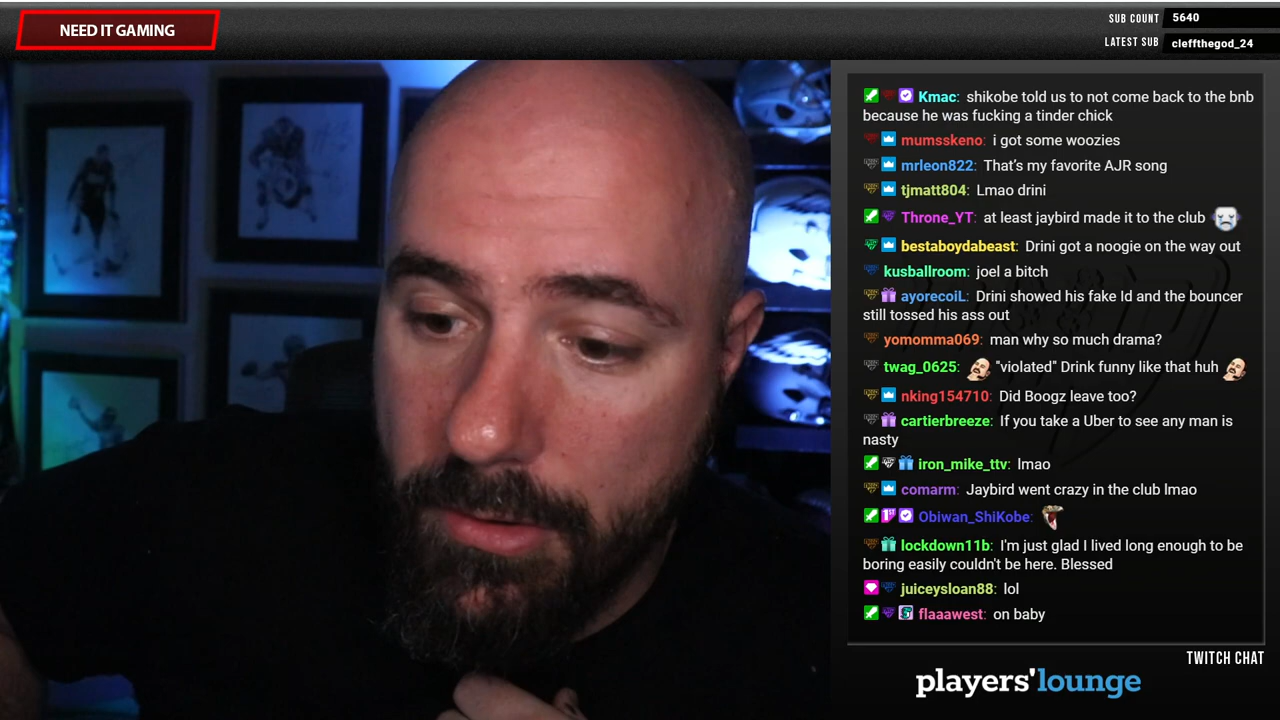 NEED IT GAMING
SUB COUNT 5640
LATEST SUB cleffthegod_24
Kmac: shikobe told us to not come back to the bnb
because he was fucking a tinder chick
mumsskeno: i got some woozies
mrleon822: That's my favorite AJR song
tjmatt804: Lmao drini
Throne_YT: at least jaybird made it to the club
bestaboydabeast: Drini got a noogie on the way out
kusballroom: joel a bitch
ayorecoiL: Drini showed his fake Id and the bouncer
still tossed his ass out
yomomma069: man why so much drama?
twag_0625: "violated" Drink funny like that huh
nking154710: Did Boogz leave too?
cartierbreeze: If you take a Uber to see any man is
nasty
iron_mike_ttv: lmao
comarm: Jaybird went crazy in the club lmao
Obiwan_ShiKobe:
lockdown11b: I'm just glad I lived long enough to be
boring easily couldn't be here. Blessed
juiceysloan88: lol
flaaawest: on baby
TWITCH CHAT
players'lounge